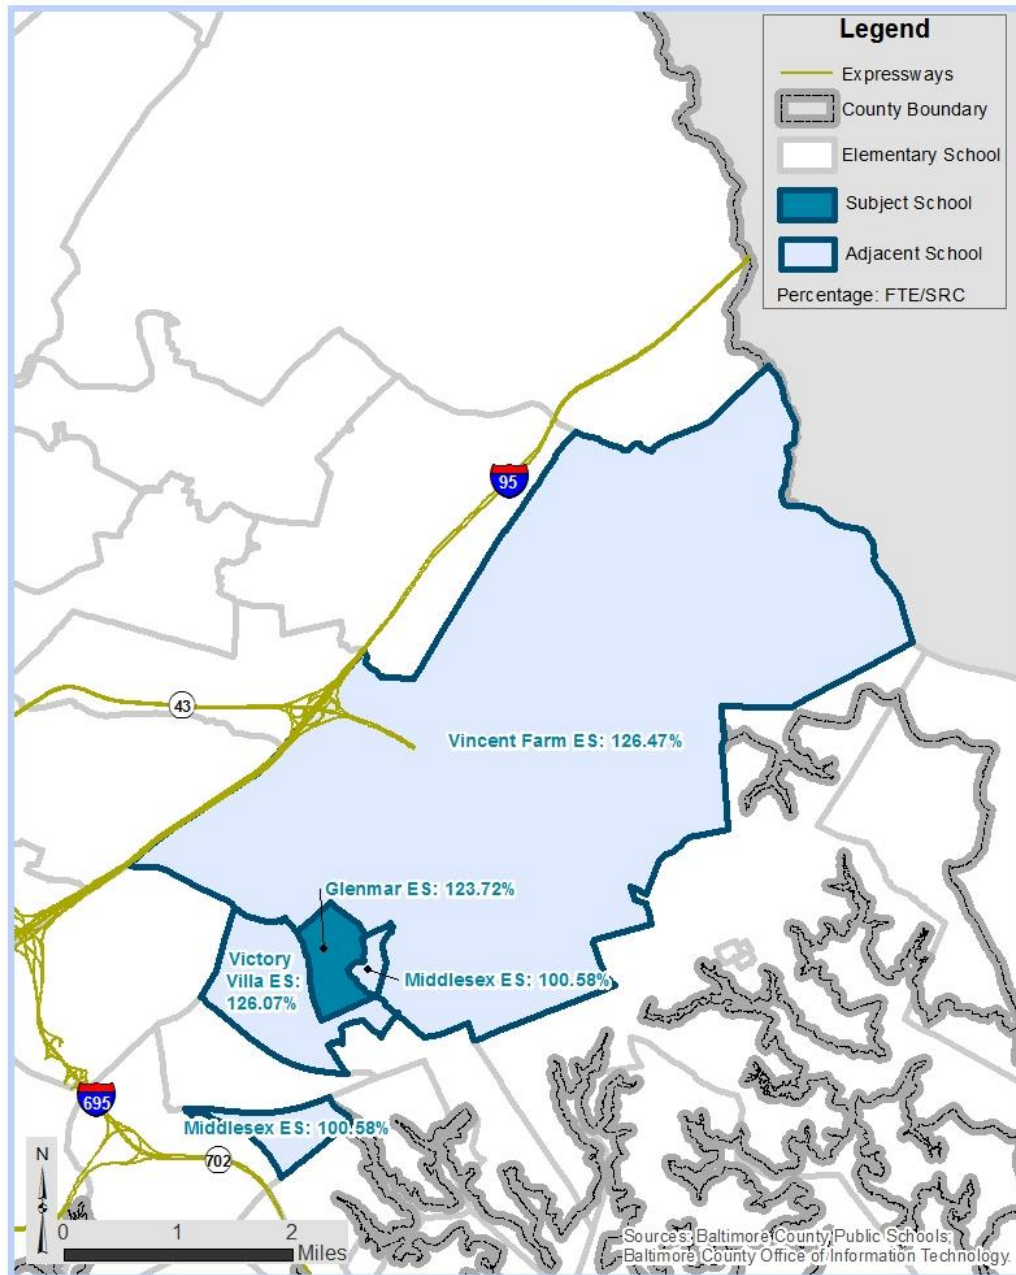 Legend
Expressways
County Boundary
Elementary School
Subject School
Adjacent School
Percentage: FTE/SRC
95
43
Vincent Farm ES: 126.47%
Glenmar ES: 123.72%
Victory
Villa ES:
126.07%
Middlesex ES: 100.58%
695
Middlesex ES: 100.58%
702
N
0 1 2
Miles
Sources: Baltimore County Public Schools;
Baltimore County Office of Information Technology.